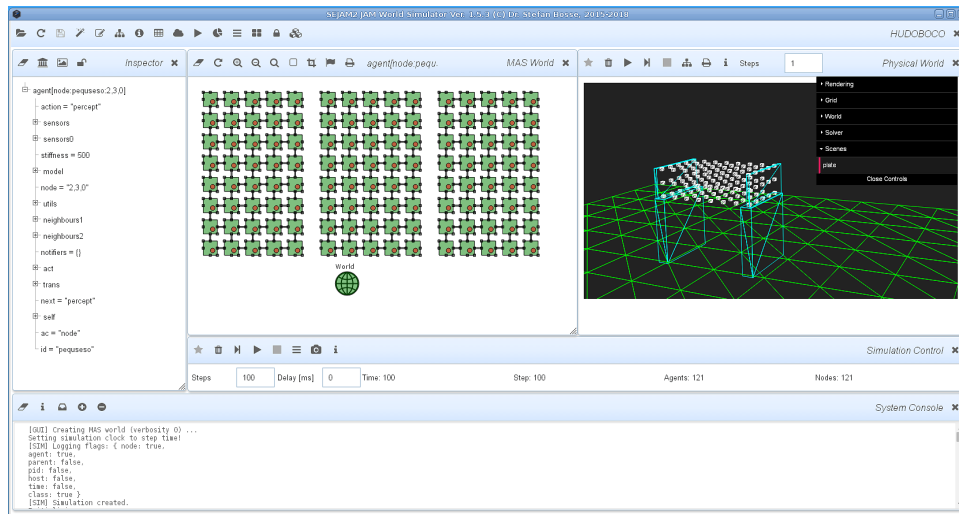 SEJAM2 JAM World Simulator Ver. 1.5.3 (C) Dr. Stefan Bosse, 2015-2018
HUDOBOCO
Inspector
agent[node:pequseso:2,3,0]
action = "percept"
sensors
sensors0
stiffness = 500
model
node = "2,3,0"
utils
neighbours1
neighbours2
notifiers = {}
act
trans
next = "percept"
self
ac = "node"
id = "pequseso"
agent[node:pequ.
MAS World
World
Steps
1
Physical World
Rendering
Grid
World
Solver
Scenes
plate
Close Controls
Simulation Control
Steps
100
Delay [ms]
0
Time: 100
Step: 100
Agents: 121
Nodes: 121
System Console
[GUI] Creating MAS world (verbosity 0) ...
Setting simulation clock to step time!
[SIM] Logging flags: { node: true,
agent: true,
parent: false,
pid: false,
host: false,
time: false,
class: true }
[SIM] Simulation created.